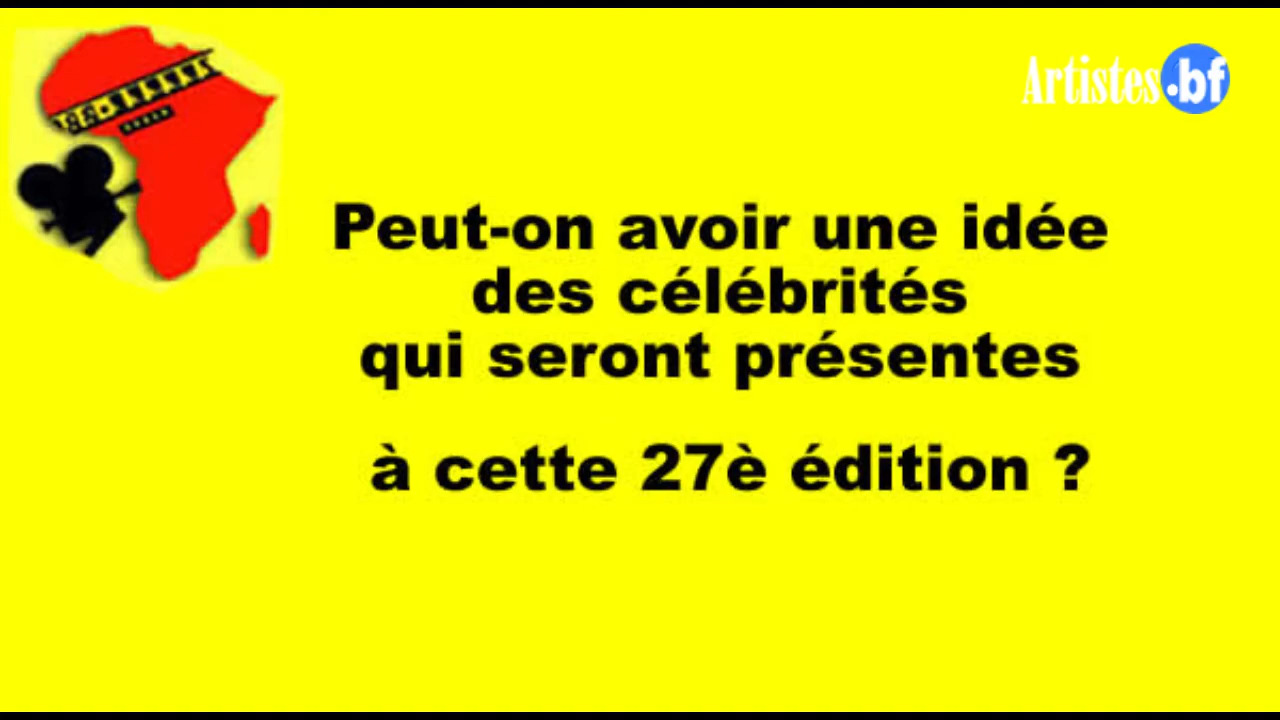 Artistes.bf
Peut-on avoir une idée
des célébrités
qui seront présentes
à cette 27è édition ?